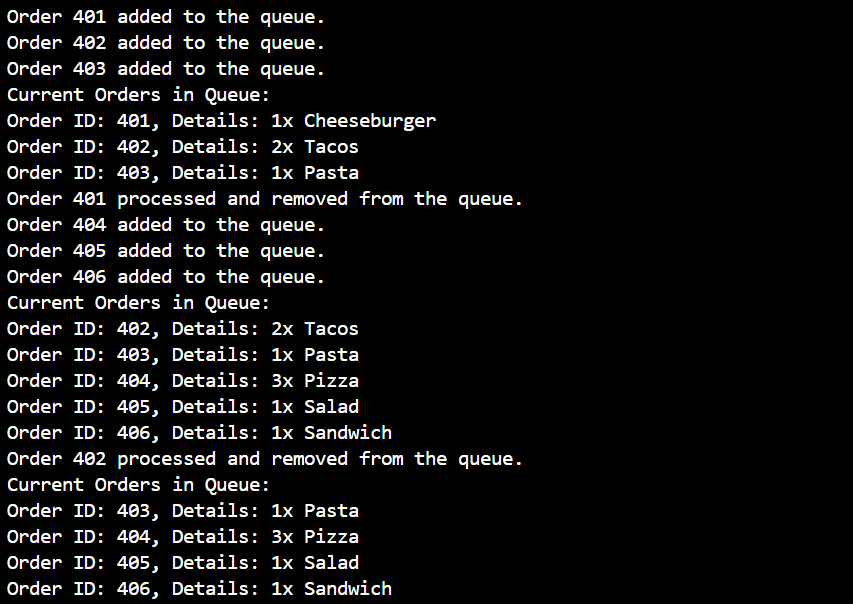 Order 401 added to the queue.
Order 402 added to the queue.
Order 403 added to the queue.
Current Orders in Queue:
Order ID: 401, Details: 1x Cheeseburger
Order ID: 402, Details: 2x Tacos
Order ID: 403, Details: 1x Pasta
Order 401 processed and removed from the queue.
Order 404 added to the queue.
Order 405 added to the queue.
Order 406 added to the queue.
Current Orders in Queue:
Order ID: 402, Details: 2x Tacos
Order ID: 403, Details: 1x Pasta
Order ID: 404, Details: 3x Pizza
Order ID: 405, Details: 1x Salad
Order ID: 406, Details: 1x Sandwich
Order 402 processed and removed from the queue.
Current Orders in Queue:
Order ID: 403, Details: 1x Pasta
Order ID: 404, Details: 3x Pizza
Order ID: 405, Details: 1x Salad
Order ID: 406, Details: 1x Sandwich